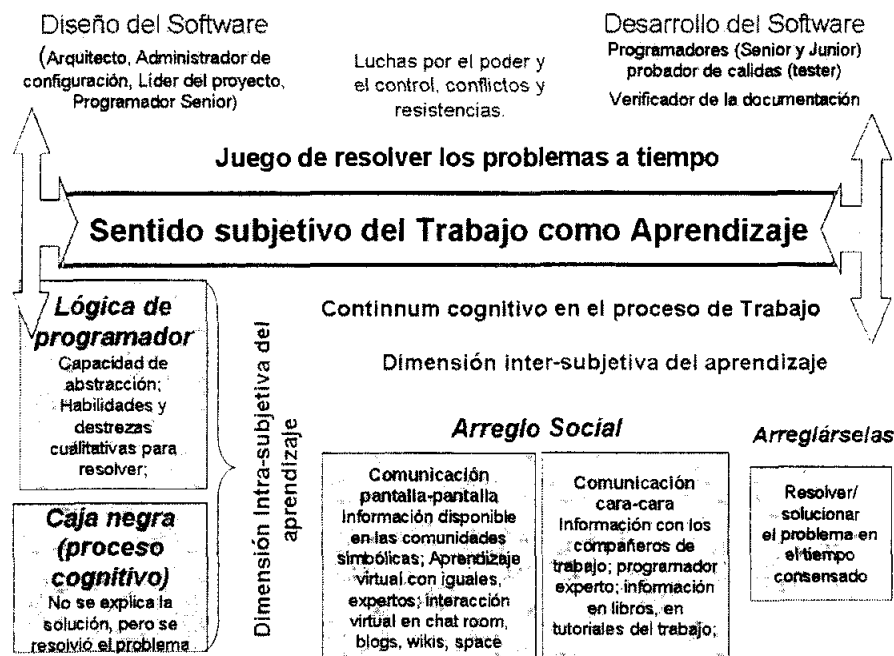 Diseño del Software
(Arquitecto, Administrador de
configuración, Líder del proyecto,
Programador Senior)
Luchas por el poder y
el control, conflictos y
resistencias.
Desarrollo del Software
Programadores (Senior y Junior)
probador de calidas (tester)
Verificador de la documentación
Juego de resolver los problemas a tiempo
Sentido subjetivo del Trabajo como Aprendizaje
Lógica de
programador
Capacidad de
abstracción;
Habilidades y
destrezas
cualitativas para
resolver;
Caja negra
(proceso
cognitivo)
No se explica la
solución, pero se
resolvió el problema
Dimensión Intra-subjetiva del
aprendizaje
Continnum cognitivo en el proceso de Trabajo
Dimensión inter-subjetiva del aprendizaje
Arreglo Social
Comunicación
pantalla-pantalla
Información disponible
en las comunidades
simbólicas; Aprendizaje
virtual con iguales,
expertos; interacción
virtual en chat room,
blogs, wikis, space
Comunicación
cara-cara
Información con los
compañeros de
trabajo; programador
experto; información
en libros, en
tutoriales del trabajo;
Arreglárselas
Resolver/
solucionar
el problema en
el tiempo
consensado